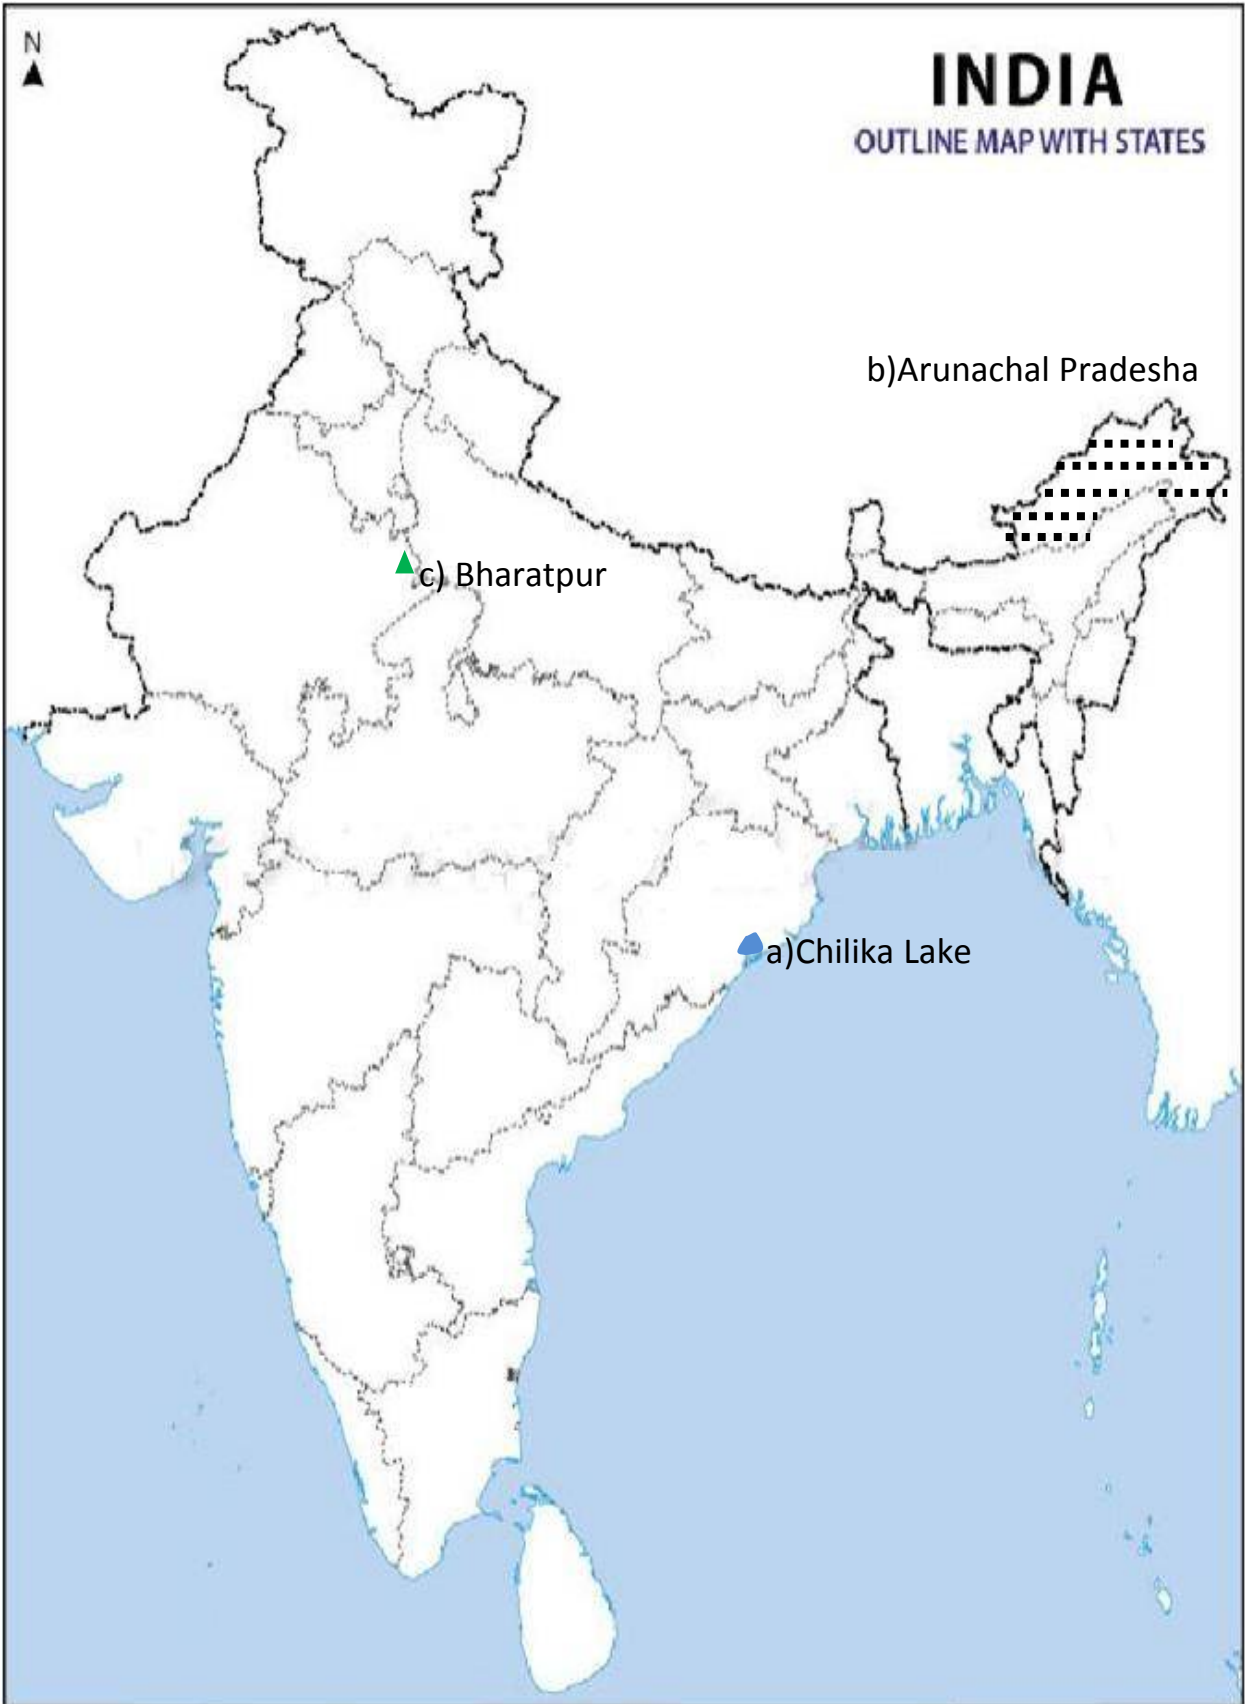 N
INDIA
OUTLINE MAP WITH STATES
b)Arunachal Pradesha
c) Bharatpur
a)Chilika Lake